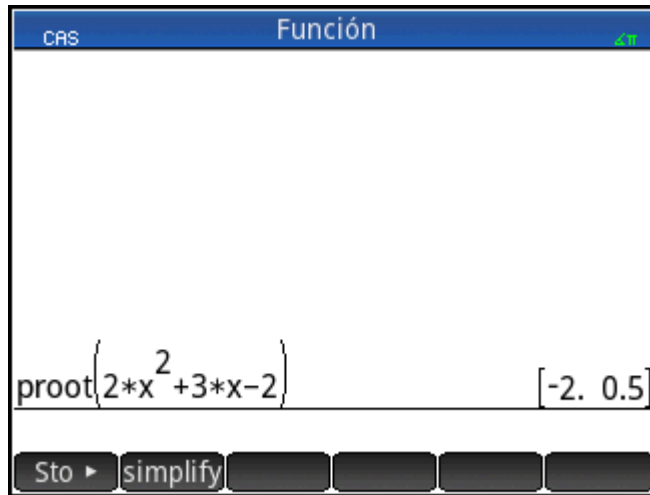 CAS Función ∡π
proot(2*x^2+3*x−2) [-2. 0.5]
Sto ► simplify